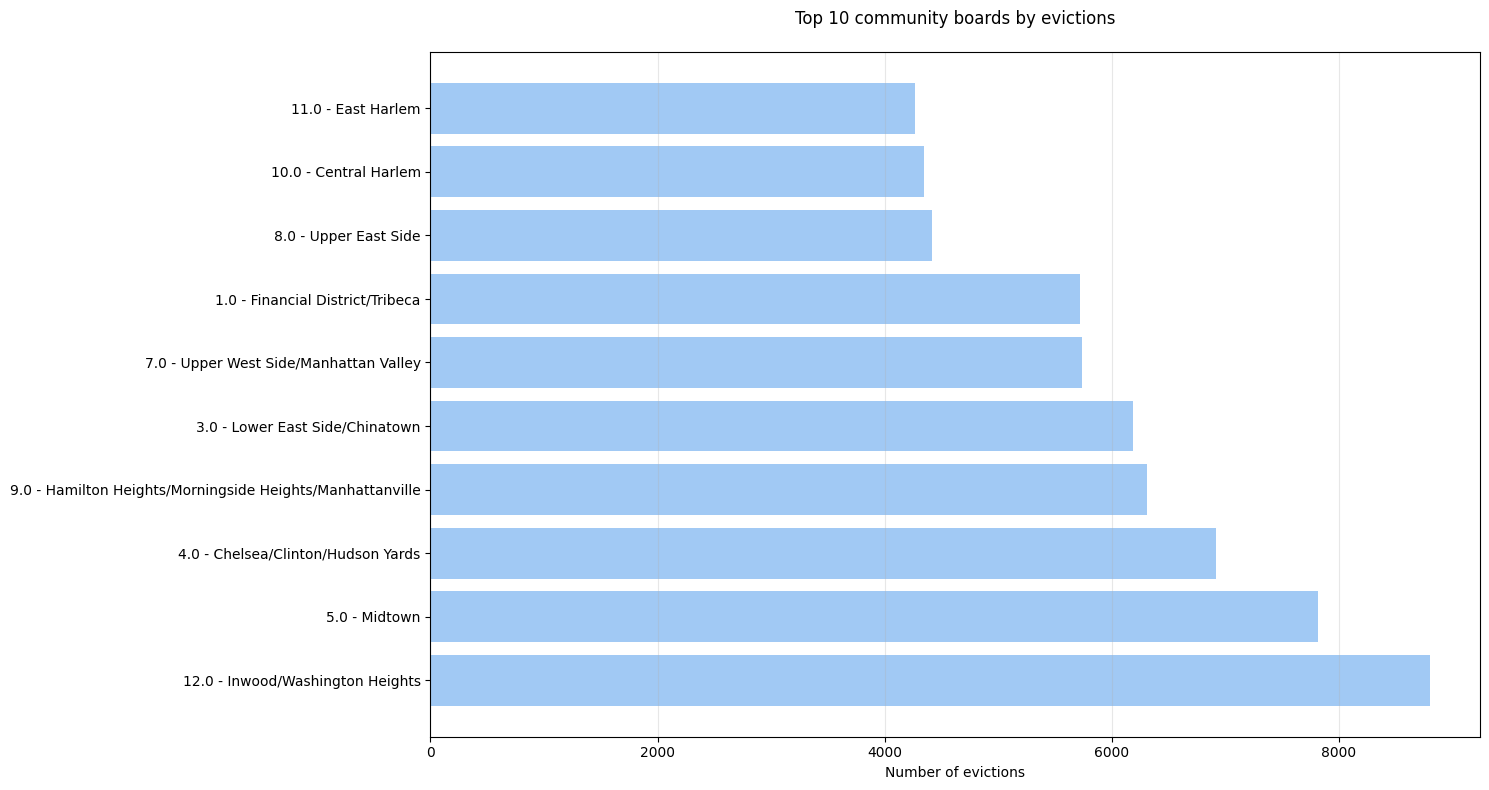 Top 10 community boards by evictions
11.0 - East Harlem
10.0 - Central Harlem
8.0 - Upper East Side
1.0 - Financial District/Tribeca
7.0 - Upper West Side/Manhattan Valley
3.0 - Lower East Side/Chinatown
9.0 - Hamilton Heights/Morningside Heights/Manhattanville
4.0 - Chelsea/Clinton/Hudson Yards
5.0 - Midtown
12.0 - Inwood/Washington Heights
0 2000 4000 6000 8000
Number of evictions